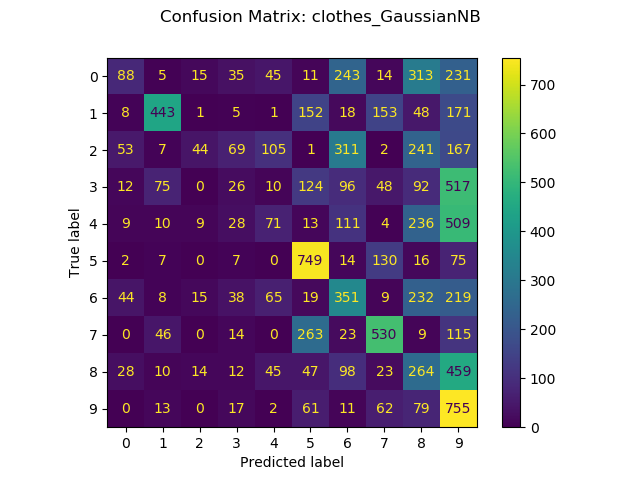 Confusion Matrix: clothes_GaussianNB
0 88 5 15 35 45 11 243 14 313 231
1 8 443 1 5 1 152 18 153 48 171
2 53 7 44 69 105 1 311 2 241 167
3 12 75 0 26 10 124 96 48 92 517
4 9 10 9 28 71 13 111 4 236 509
5 2 7 0 7 0 749 14 130 16 75
6 44 8 15 38 65 19 351 9 232 219
7 0 46 0 14 0 263 23 530 9 115
8 28 10 14 12 45 47 98 23 264 459
9 0 13 0 17 2 61 11 62 79 755
0 1 2 3 4 5 6 7 8 9
Predicted label
True label
700
600
500
400
300
200
100
0